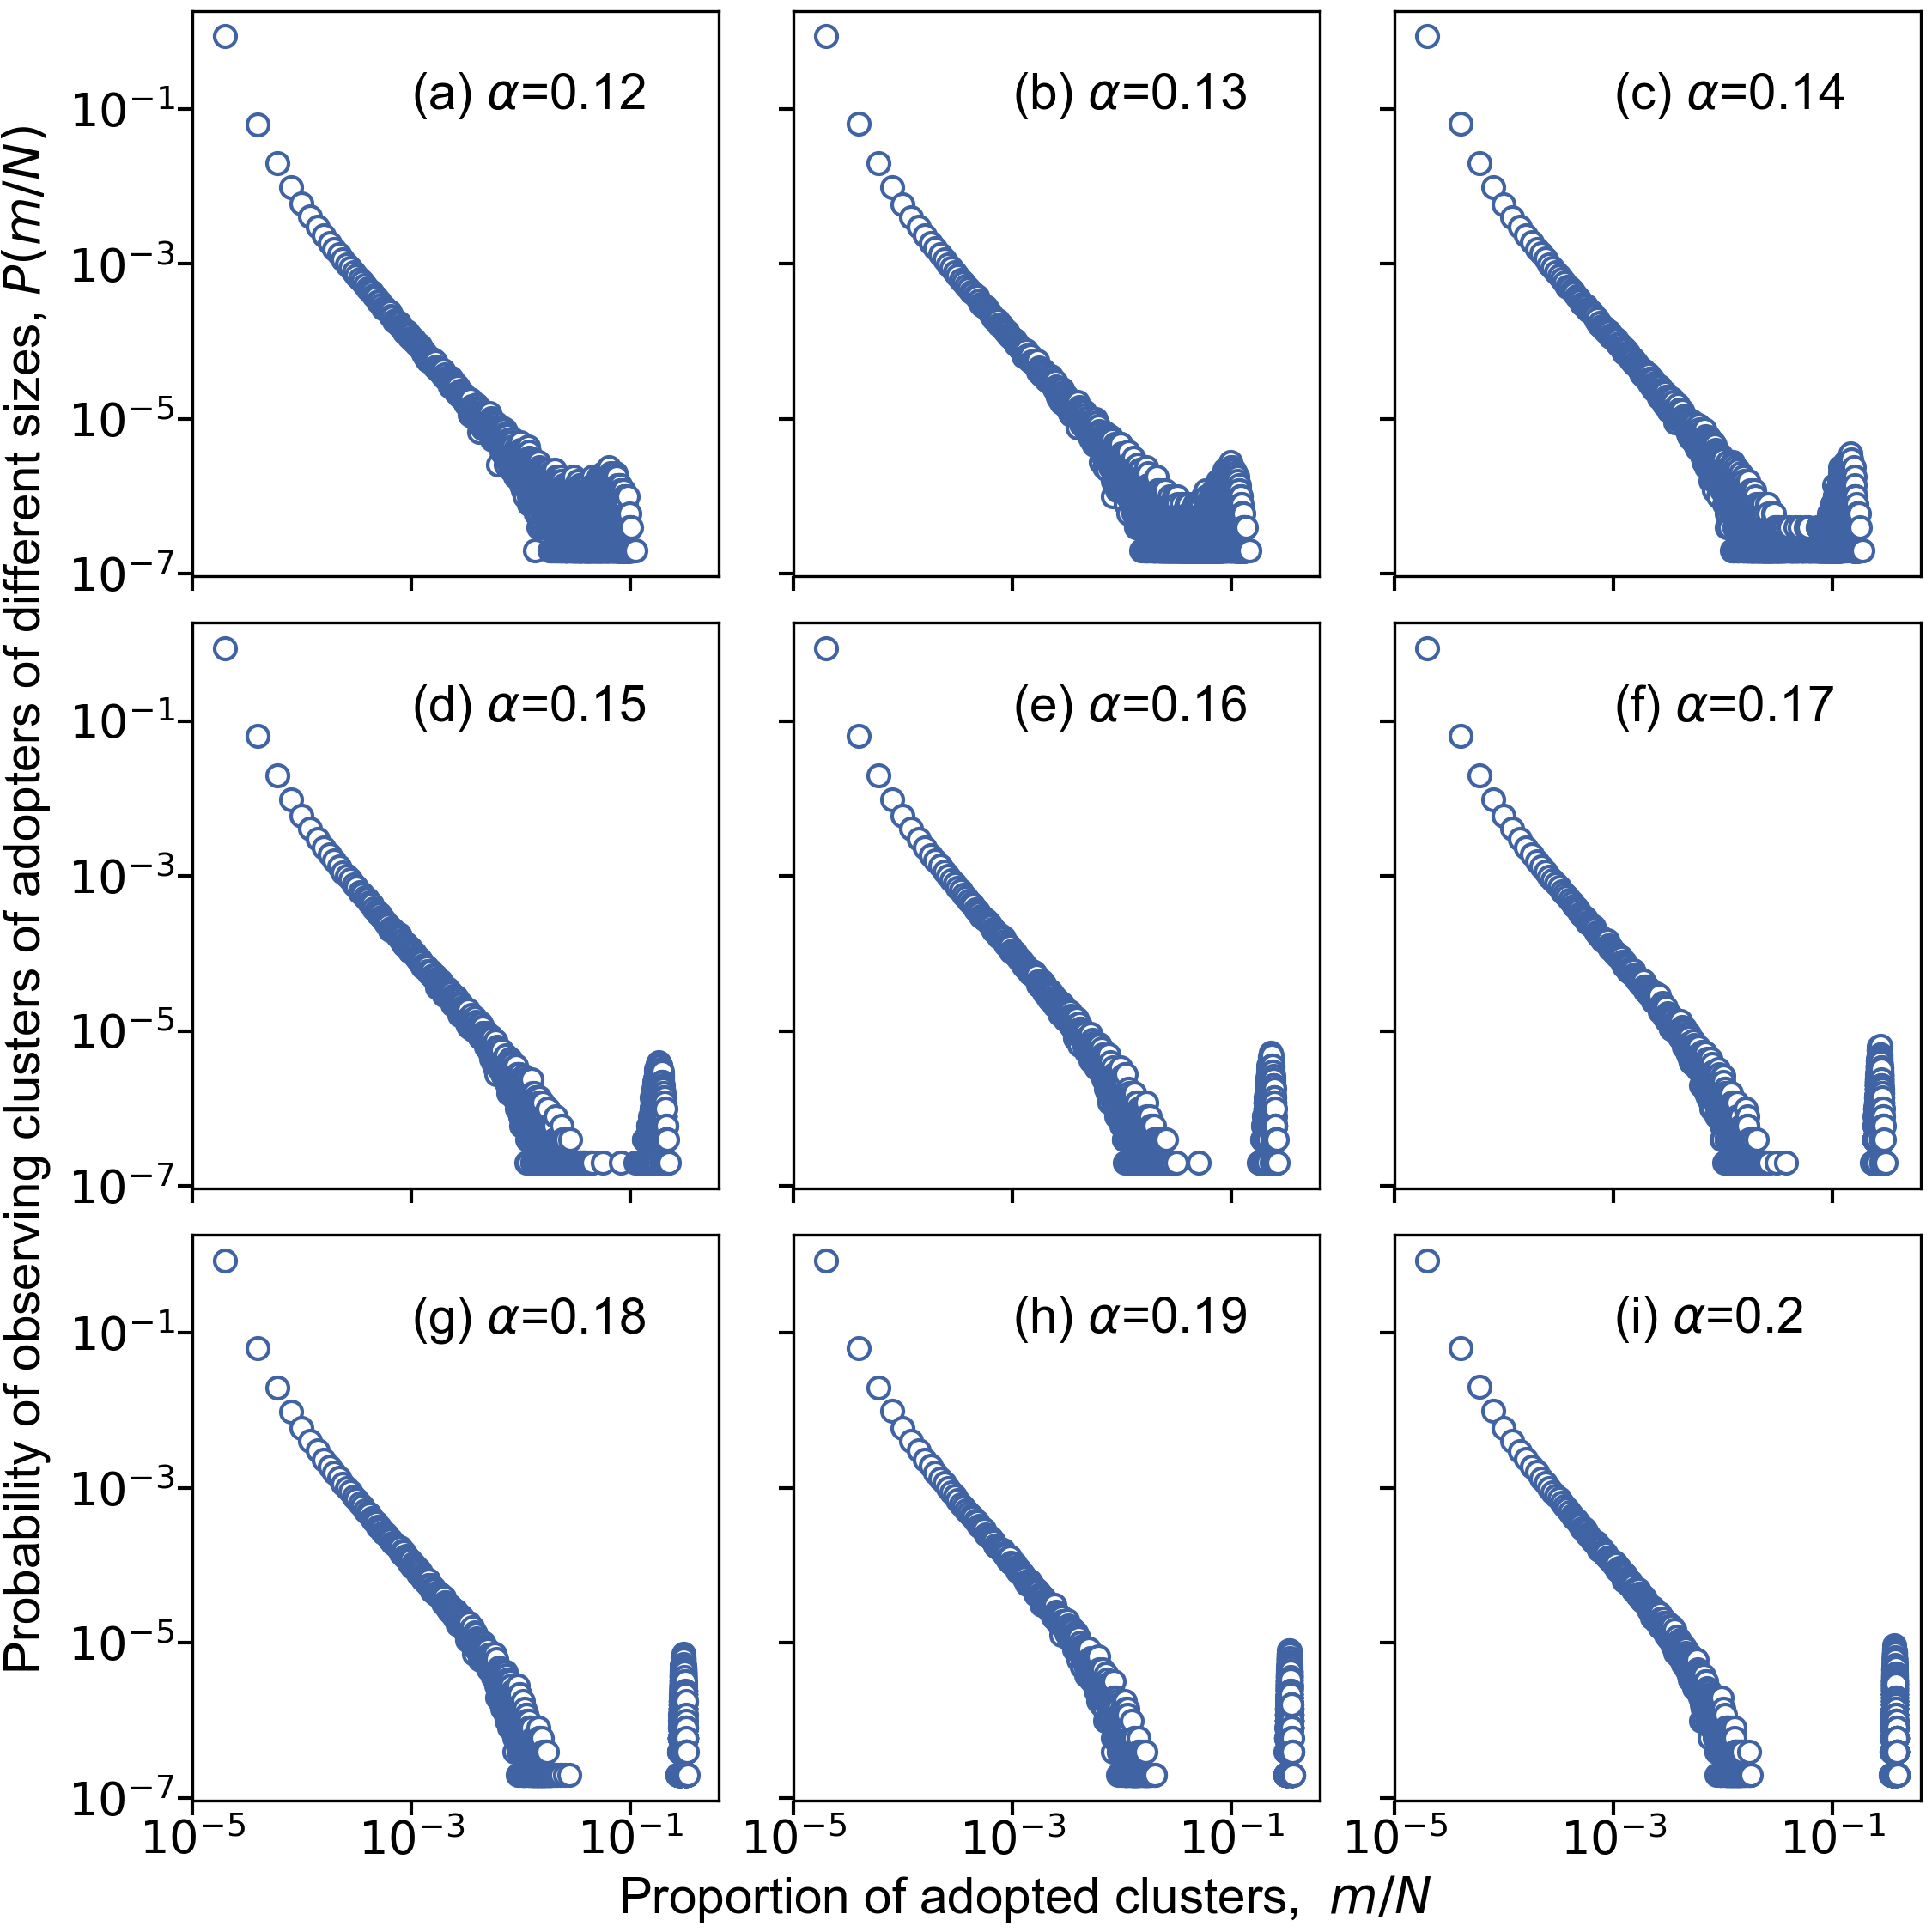 Probability of observing clusters of adopters of different sizes, P(m/N)
(a) α=0.12
(b) α=0.13
(c) α=0.14
10⁻¹
10⁻³
10⁻⁵
10⁻⁷
(d) α=0.15
(e) α=0.16
(f) α=0.17
10⁻¹
10⁻³
10⁻⁵
10⁻⁷
(g) α=0.18
(h) α=0.19
(i) α=0.2
10⁻¹
10⁻³
10⁻⁵
10⁻⁷
10⁻⁵ 10⁻³ 10⁻¹ 10⁻⁵ 10⁻³ 10⁻¹ 10⁻⁵ 10⁻³ 10⁻¹
Proportion of adopted clusters, m/N